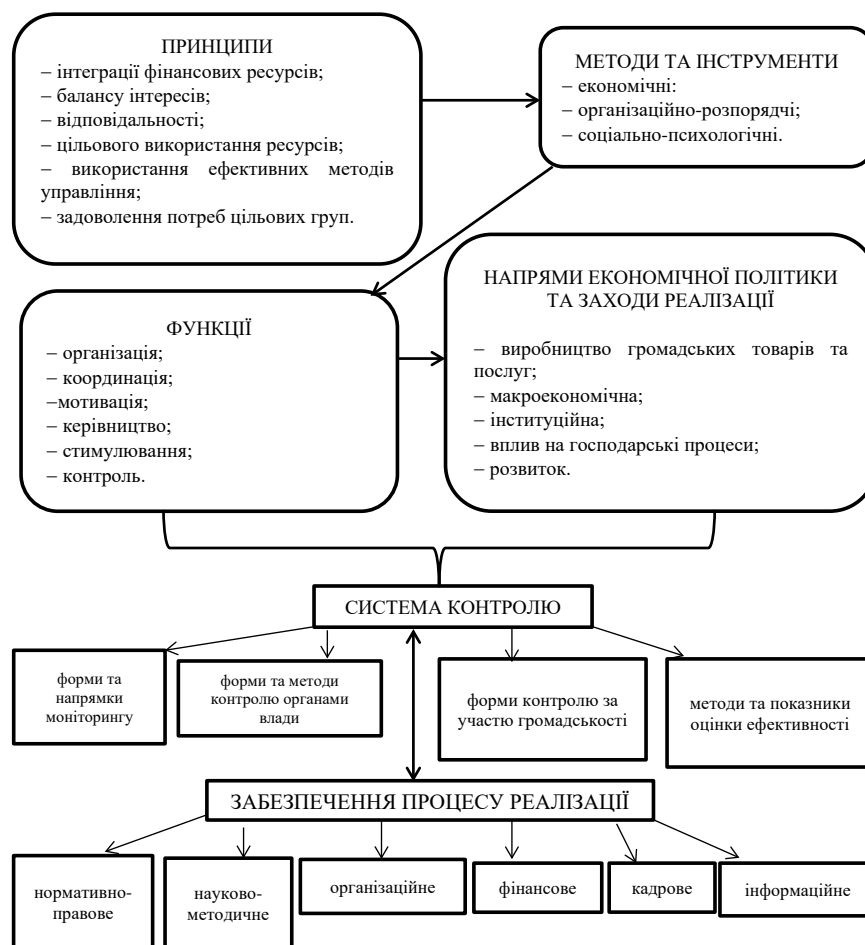 ПРИНЦИПИ
– інтеграції фінансових ресурсів;
– балансу інтересів;
– відповідальності;
– цільового використання ресурсів;
– використання ефективних методів
управління;
– задоволення потреб цільових груп.
МЕТОДИ ТА ІНСТРУМЕНТИ
– економічні:
– організаційно-розпорядчі;
– соціально-психологічні.
ФУНКЦІЇ
– організація;
– координація;
–мотивація;
– керівництво;
– стимулювання;
– контроль.
НАПРЯМИ ЕКОНОМІЧНОЇ ПОЛІТИКИ
ТА ЗАХОДИ РЕАЛІЗАЦІЇ
– виробництво громадських товарів та
послуг;
– макроекономічна;
– інституційна;
– вплив на господарські процеси;
– розвиток.
СИСТЕМА КОНТРОЛЮ
форми та
напрямки
моніторингу
форми та методи
контролю органами
влади
форми контролю за
участю громадськості
методи та показники
оцінки ефективності
ЗАБЕЗПЕЧЕННЯ ПРОЦЕСУ РЕАЛІЗАЦІЇ
нормативно-
правове
науково-
методичне
організаційне
фінансове
кадрове
інформаційне